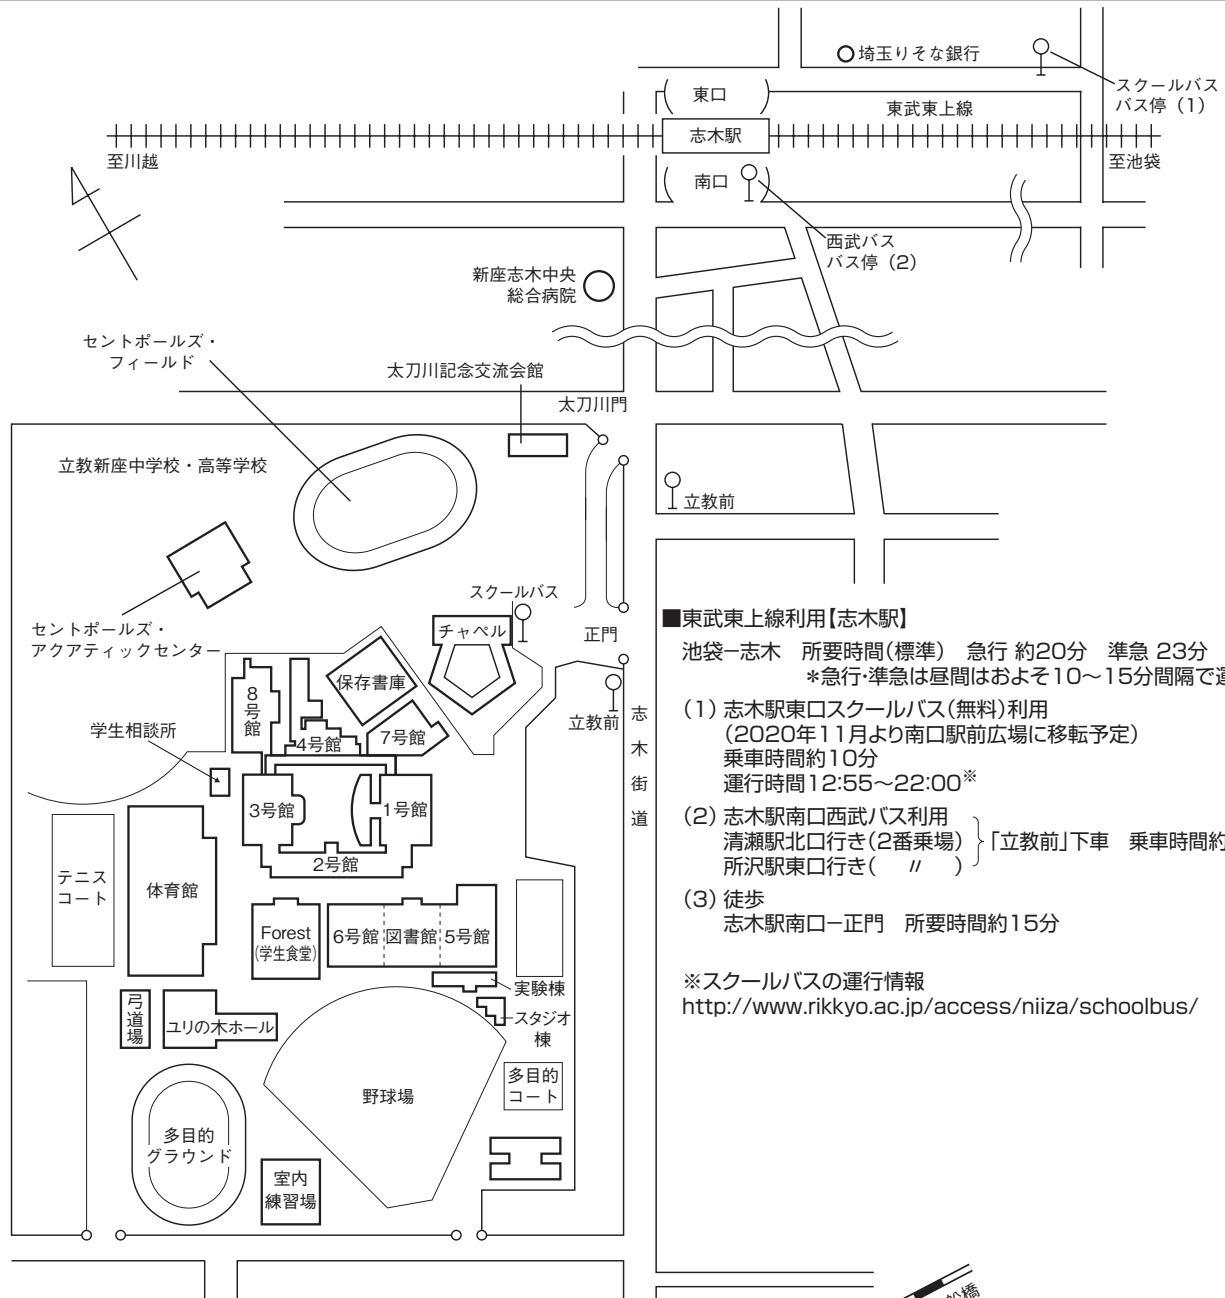 埼玉りそな銀行
スクールバス
バス停（1）
東口
東武東上線
志木駅
至川越
至池袋
南口
西武バス
バス停（2）
新座志木中央
総合病院
セントポールズ・
フィールド
太刀川記念交流会館
太刀川門
立教新座中学校・高等学校
立教前
スクールバス
セントポールズ・
アクアティックセンター
チャペル
正門
保存書庫
8号館
4号館
7号館
立教前
志木街道
学生相談所
3号館
1号館
2号館
テニス
コート
体育館
Forest
(学生食堂)
6号館
図書館
5号館
実験棟
スタジオ
棟
弓道場
ユリの木ホール
多目的
コート
野球場
多目的
グラウンド
室内
練習場
■東武東上線利用【志木駅】
池袋ー志木　所要時間(標準)　急行 約20分　準急 23分
＊急行・準急は昼間はおよそ10～15分間隔で運
(1) 志木駅東口スクールバス(無料)利用
(2020年11月より南口駅前広場に移転予定)
乗車時間約10分
運行時間12:55～22:00※
(2) 志木駅南口西武バス利用
清瀬駅北口行き(2番乗場)
所沢駅東口行き(　〃　)
「立教前」下車　乗車時間約
(3) 徒歩
志木駅南口ー正門　所要時間約15分
※スクールバスの運行情報
http://www.rikkyo.ac.jp/access/niiza/schoolbus/